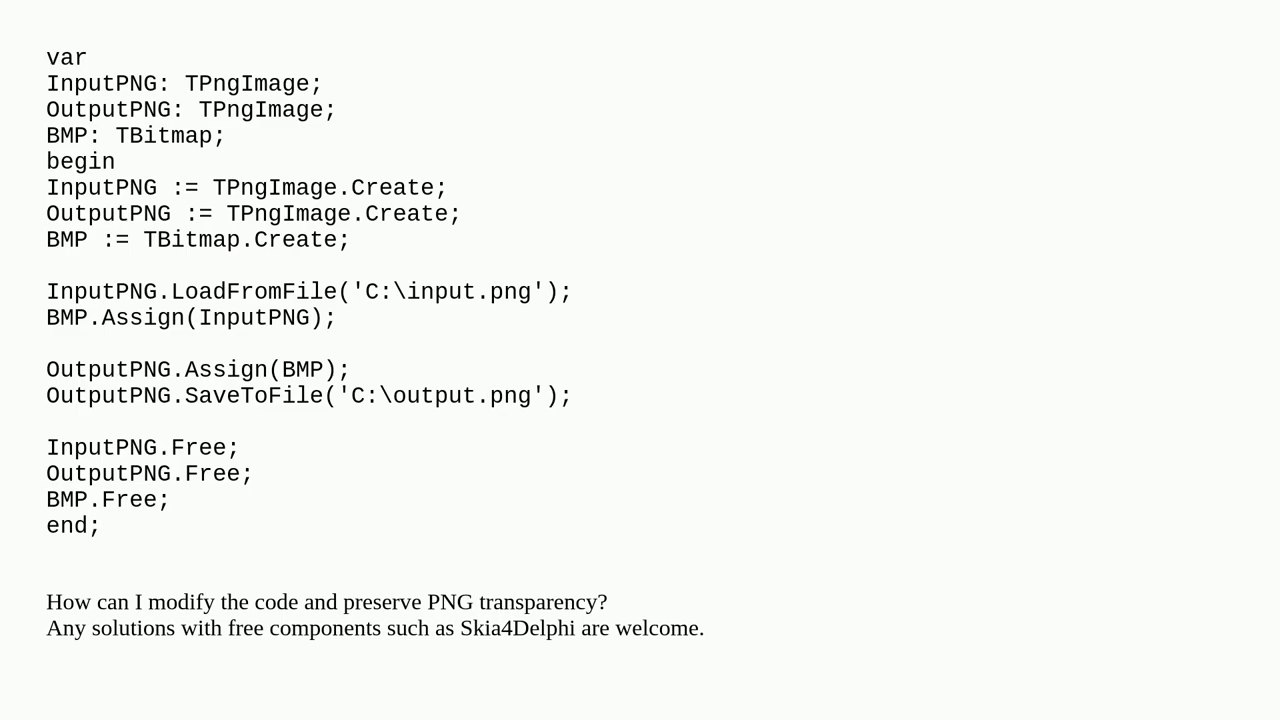 var
InputPNG: TPngImage;
OutputPNG: TPngImage;
BMP: TBitmap;
begin
InputPNG := TPngImage.Create;
OutputPNG := TPngImage.Create;
BMP := TBitmap.Create;

InputPNG.LoadFromFile('C:\input.png');
BMP.Assign(InputPNG);

OutputPNG.Assign(BMP);
OutputPNG.SaveToFile('C:\output.png');

InputPNG.Free;
OutputPNG.Free;
BMP.Free;
end;

How can I modify the code and preserve PNG transparency?
Any solutions with free components such as Skia4Delphi are welcome.